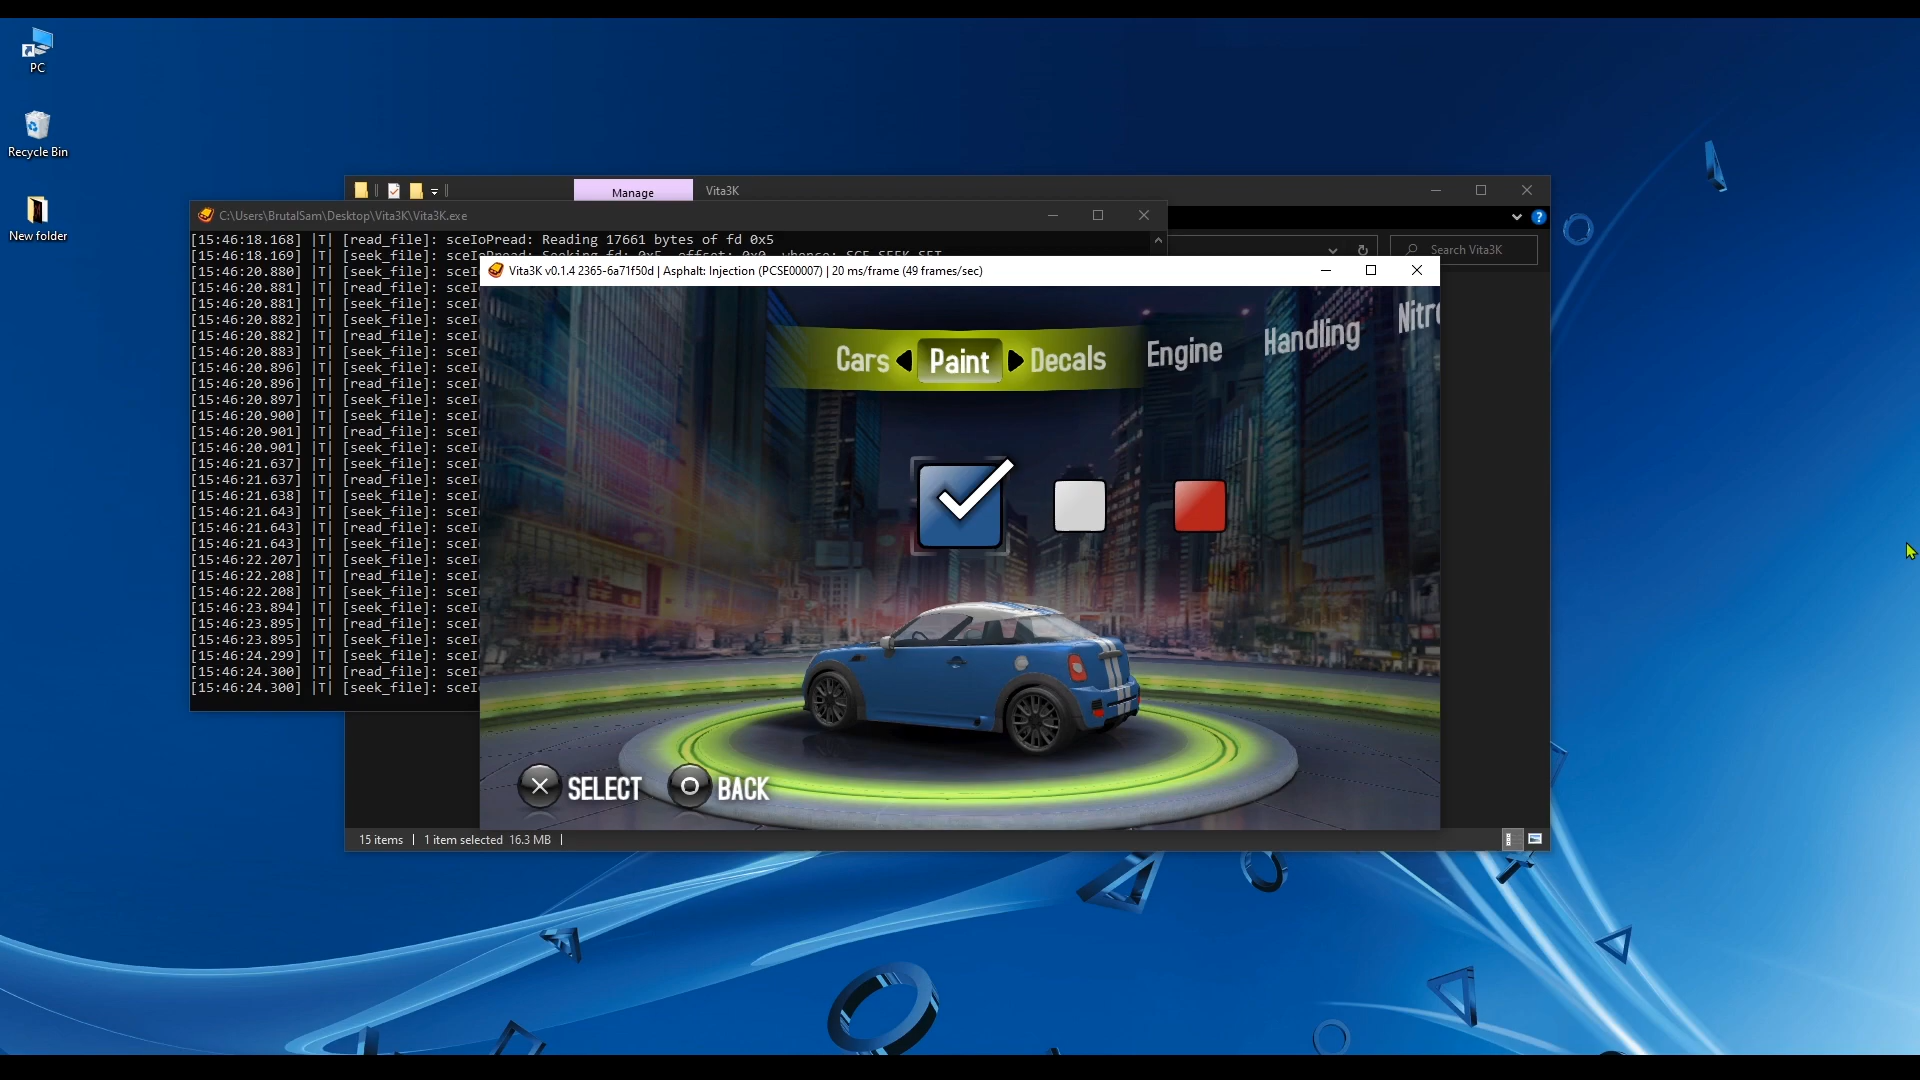 PC
Recycle Bin
New folder
Manage
Vita3K
C:\Users\BrutalSam\Desktop\Vita3K\Vita3K.exe
Search Vita3K
[15:46:18.168] |T| [read_file]: sceIoPread: Reading 17661 bytes of fd 0x5
[15:46:18.169] |T| [seek_file]: sceIoPread: Seeking fd: 0x5, offset: 0x0, whence: SCE_SEEK_SET
[15:46:20.880] |T| [seek_file]: sceI
[15:46:20.881] |T| [read_file]: sceI
[15:46:20.881] |T| [seek_file]: sceI
[15:46:20.882] |T| [seek_file]: sceI
[15:46:20.882] |T| [read_file]: sceI
[15:46:20.883] |T| [seek_file]: sceI
[15:46:20.896] |T| [seek_file]: sceI
[15:46:20.896] |T| [read_file]: sceI
[15:46:20.897] |T| [seek_file]: sceI
[15:46:20.900] |T| [seek_file]: sceI
[15:46:20.901] |T| [read_file]: sceI
[15:46:20.901] |T| [seek_file]: sceI
[15:46:21.637] |T| [seek_file]: sceI
[15:46:21.637] |T| [read_file]: sceI
[15:46:21.638] |T| [seek_file]: sceI
[15:46:21.643] |T| [seek_file]: sceI
[15:46:21.643] |T| [read_file]: sceI
[15:46:21.643] |T| [seek_file]: sceI
[15:46:22.207] |T| [seek_file]: sceI
[15:46:22.208] |T| [read_file]: sceI
[15:46:22.208] |T| [seek_file]: sceI
[15:46:23.894] |T| [seek_file]: sceI
[15:46:23.895] |T| [read_file]: sceI
[15:46:23.895] |T| [seek_file]: sceI
[15:46:24.299] |T| [seek_file]: sceI
[15:46:24.300] |T| [read_file]: sceI
[15:46:24.300] |T| [seek_file]: sceI
Vita3K v0.1.4 2365-6a71f50d | Asphalt: Injection (PCSE00007) | 20 ms/frame (49 frames/sec)
Cars Paint Decals Engine Handling Nitr
SELECT BACK
15 items 1 item selected 16.3 MB